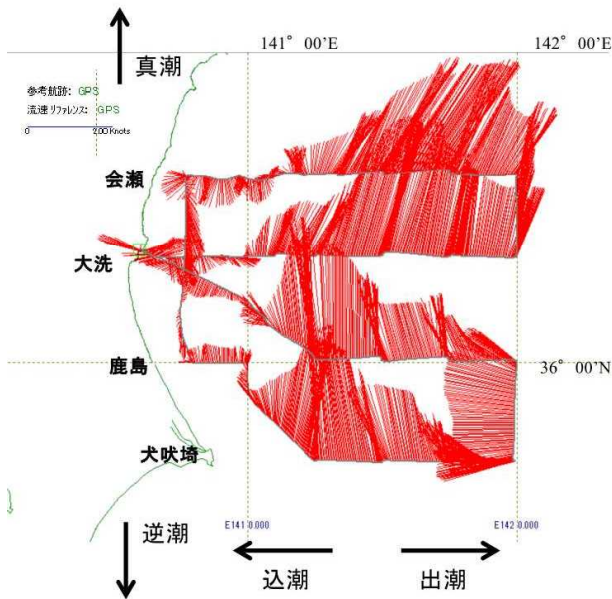 141° 00’E
142° 00’E
真潮
参考航跡: GPS
流速リファレンス: GPS
0 2.00 Knots
会瀬
大洗
鹿島
36° 00’N
犬吠埼
逆潮
E141 0.000
E142 0.000
込潮
出潮